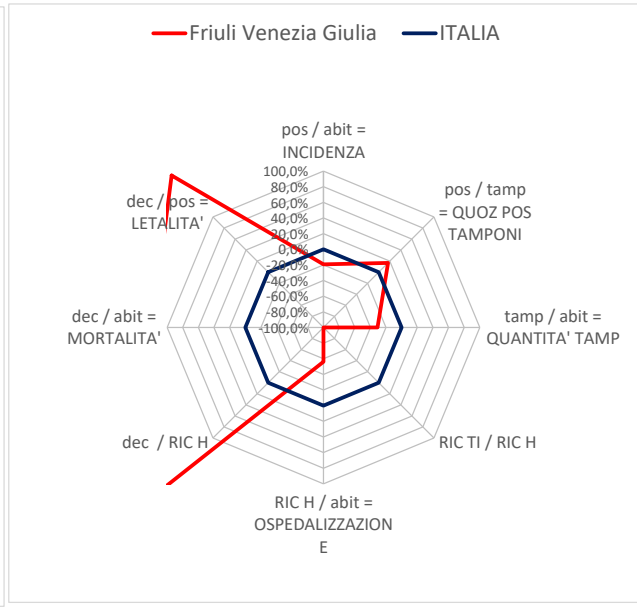 Friuli Venezia Giulia
ITALIA
pos / abit =
INCIDENZA
100,0%
80,0%
60,0%
40,0%
20,0%
0,0%
-20,0%
-40,0%
-60,0%
-80,0%
-100,0%
pos / tamp
= QUOZ POS
TAMPONI
tamp / abit =
QUANTITA' TAMP
RIC TI / RIC H
RIC H / abit =
OSPEDALIZZAZION
E
dec / RIC H
dec / abit =
MORTALITA'
dec / pos =
LETALITA'